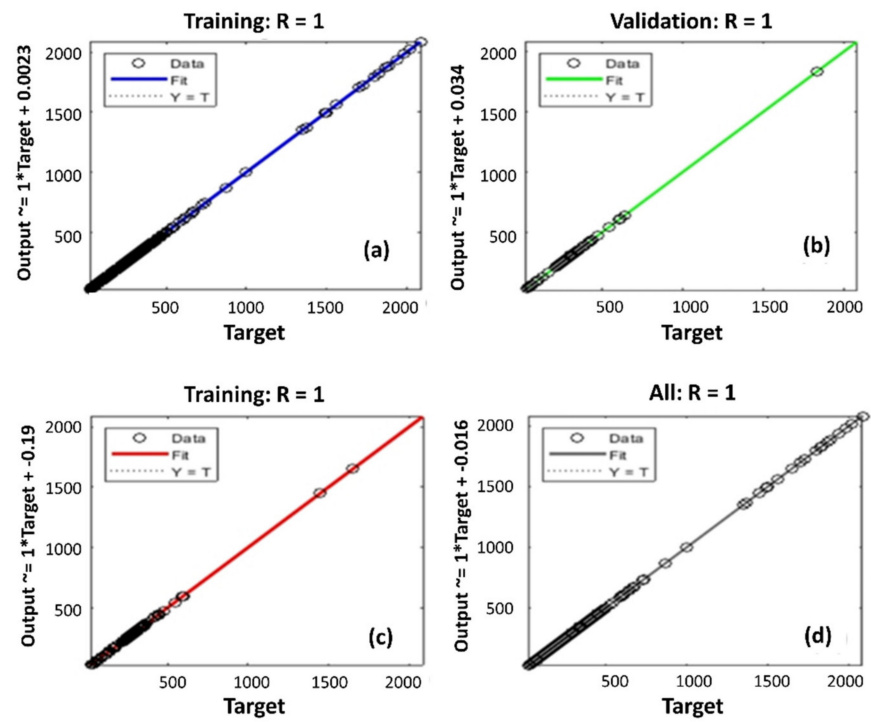 Training: R = 1
Output ~= 1*Target + 0.0023
2000
1500
1000
500
Data
Fit
Y = T
(a)
500
1000
1500
2000
Target
Validation: R = 1
Output ~= 1*Target + 0.034
2000
1500
1000
500
Data
Fit
Y = T
(b)
500
1000
1500
2000
Target
Training: R = 1
Output ~= 1*Target + -0.19
2000
1500
1000
500
Data
Fit
Y = T
(c)
500
1000
1500
2000
Target
All: R = 1
Output ~= 1*Target + -0.016
2000
1500
1000
500
Data
Fit
Y = T
(d)
500
1000
1500
2000
Target